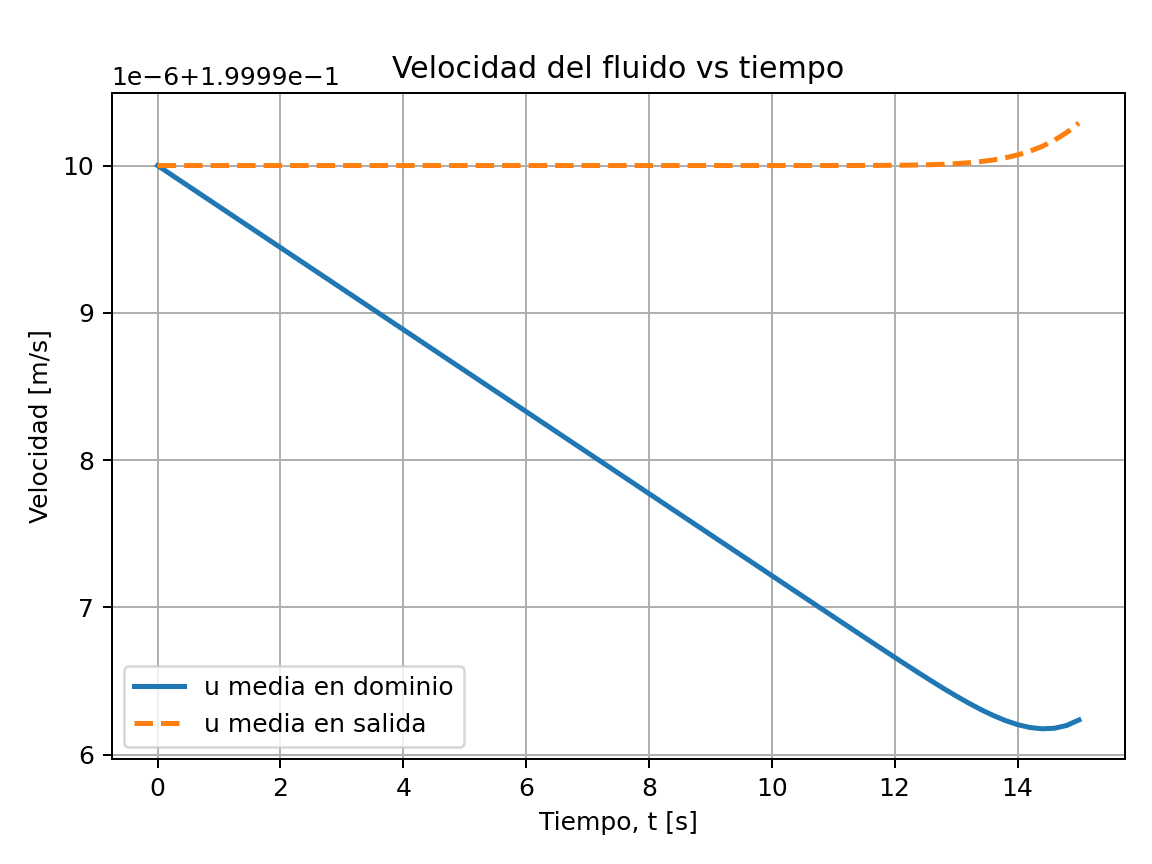 Velocidad del fluido vs tiempo
1e−6+1.9999e−1
10
9
8
7
6
Velocidad [m/s]
u media en dominio
u media en salida
0 2 4 6 8 10 12 14
Tiempo, t [s]